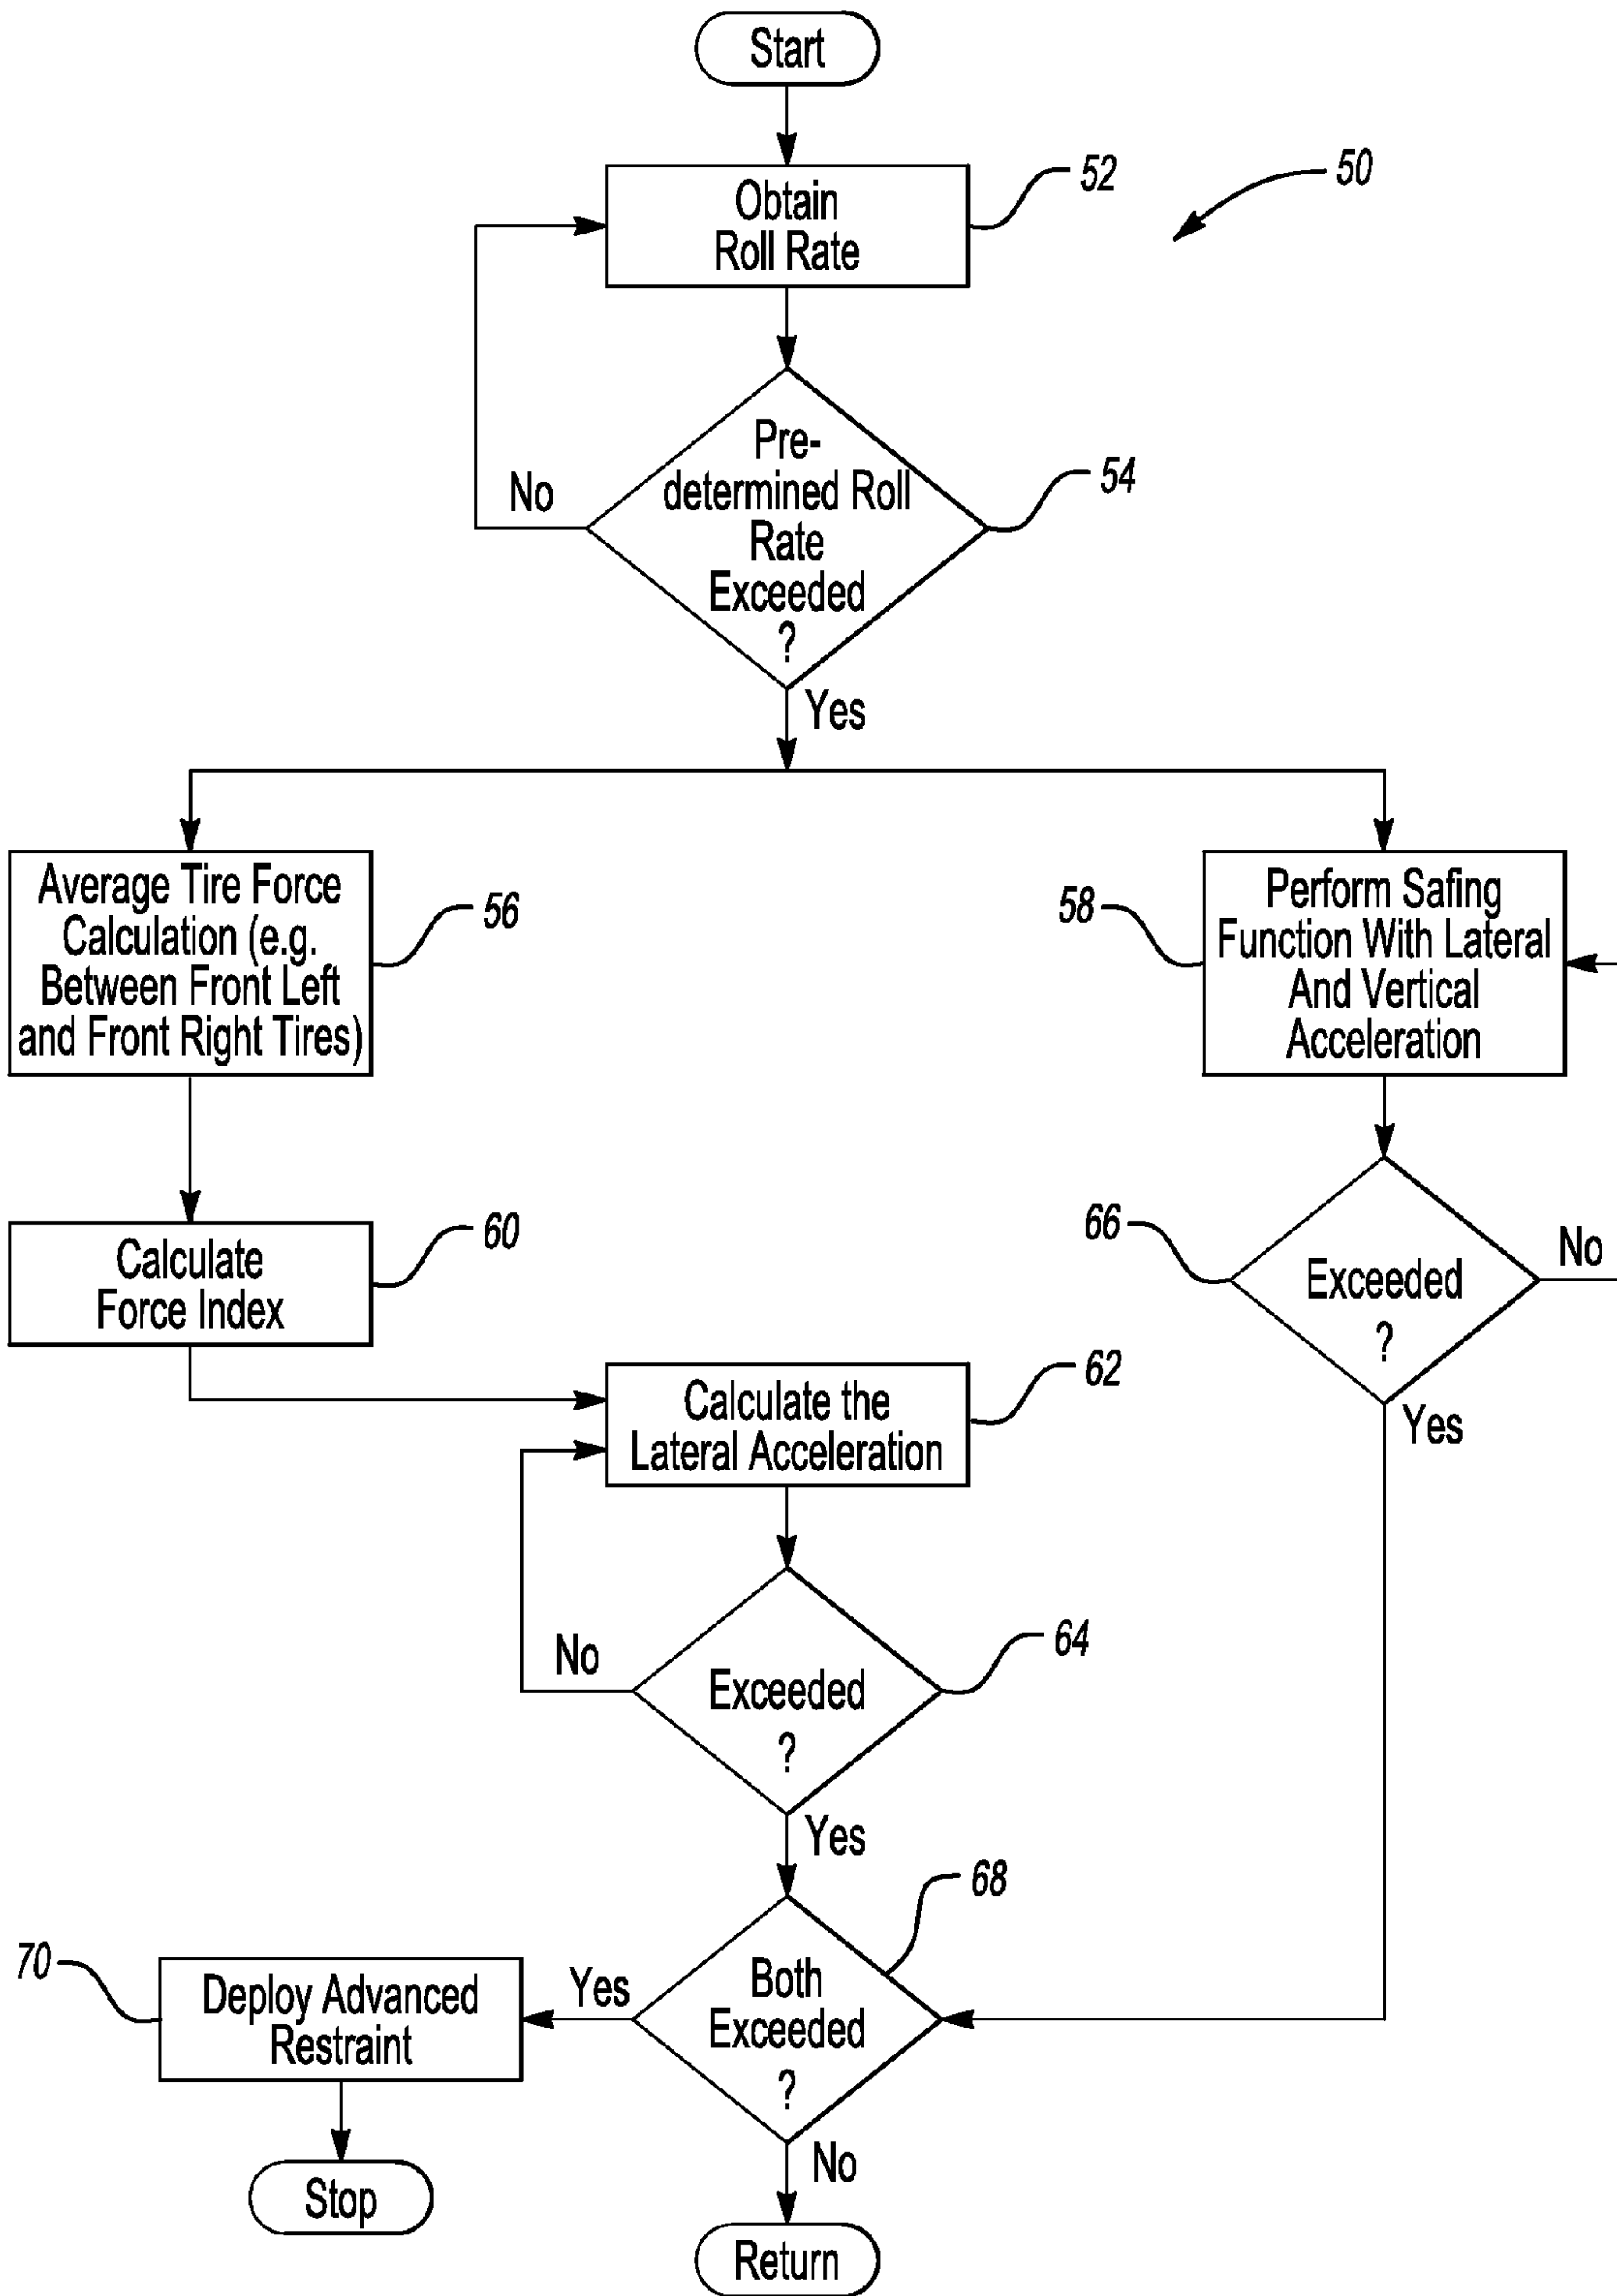 Start
50
52
Obtain
Roll Rate
Pre-
determined Roll
Rate
Exceeded
?
54
No
Yes
Average Tire Force
Calculation (e.g.
Between Front Left
and Front Right Tires)
56
58
Perform Safing
Function With Lateral
And Vertical
Acceleration
Calculate
Force Index
60
66
Exceeded
?
No
Yes
Calculate the
Lateral Acceleration
62
Exceeded
?
64
No
Yes
68
Both
Exceeded
?
Yes
70
Deploy Advanced
Restraint
Stop
No
Return